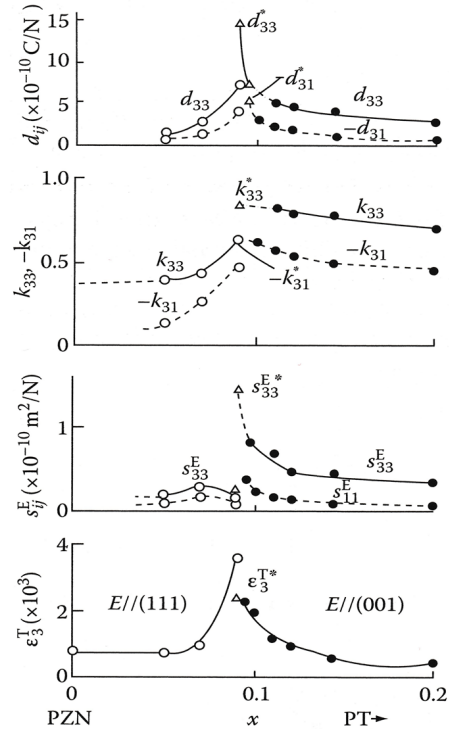 15
d*33
10
d*31
d33
d33
5
−d31
0
dij (×10−10 C/N)
1.0
k*33
k33
k33
−k31
0.5
−k*31
−k31
0
k33, −k31
sE*33
1
sE33
sE33
sE11
0
sEij (×10−10 m2/N)
4
εT*3
E//(111)
E//(001)
2
0
εT3 (×103)
0
0.1
0.2
PZN
x
PT→